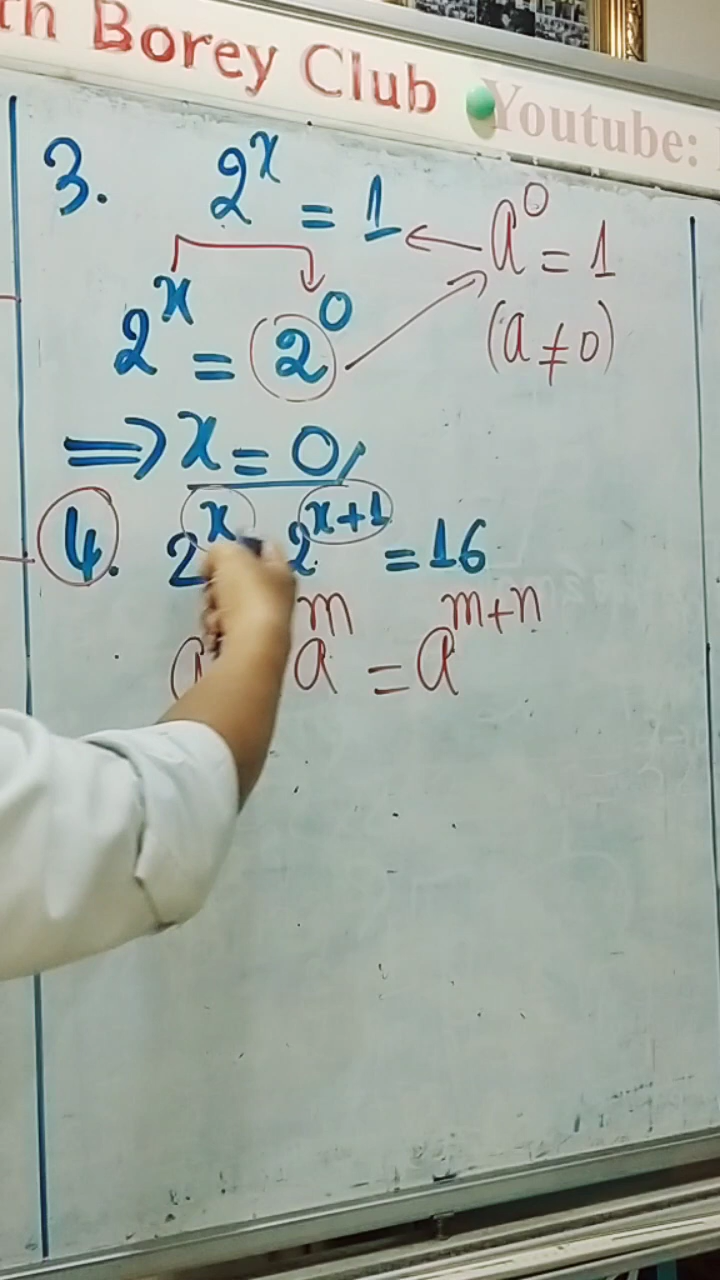 th Borey Club Youtube:
3. 2^x = 1 ← a^0 = 1
2^x = 2^0 (a ≠ 0)
⟹ x = 0
4. 2^x 2^{x+1} = 16
a a^m = a^{m+n}